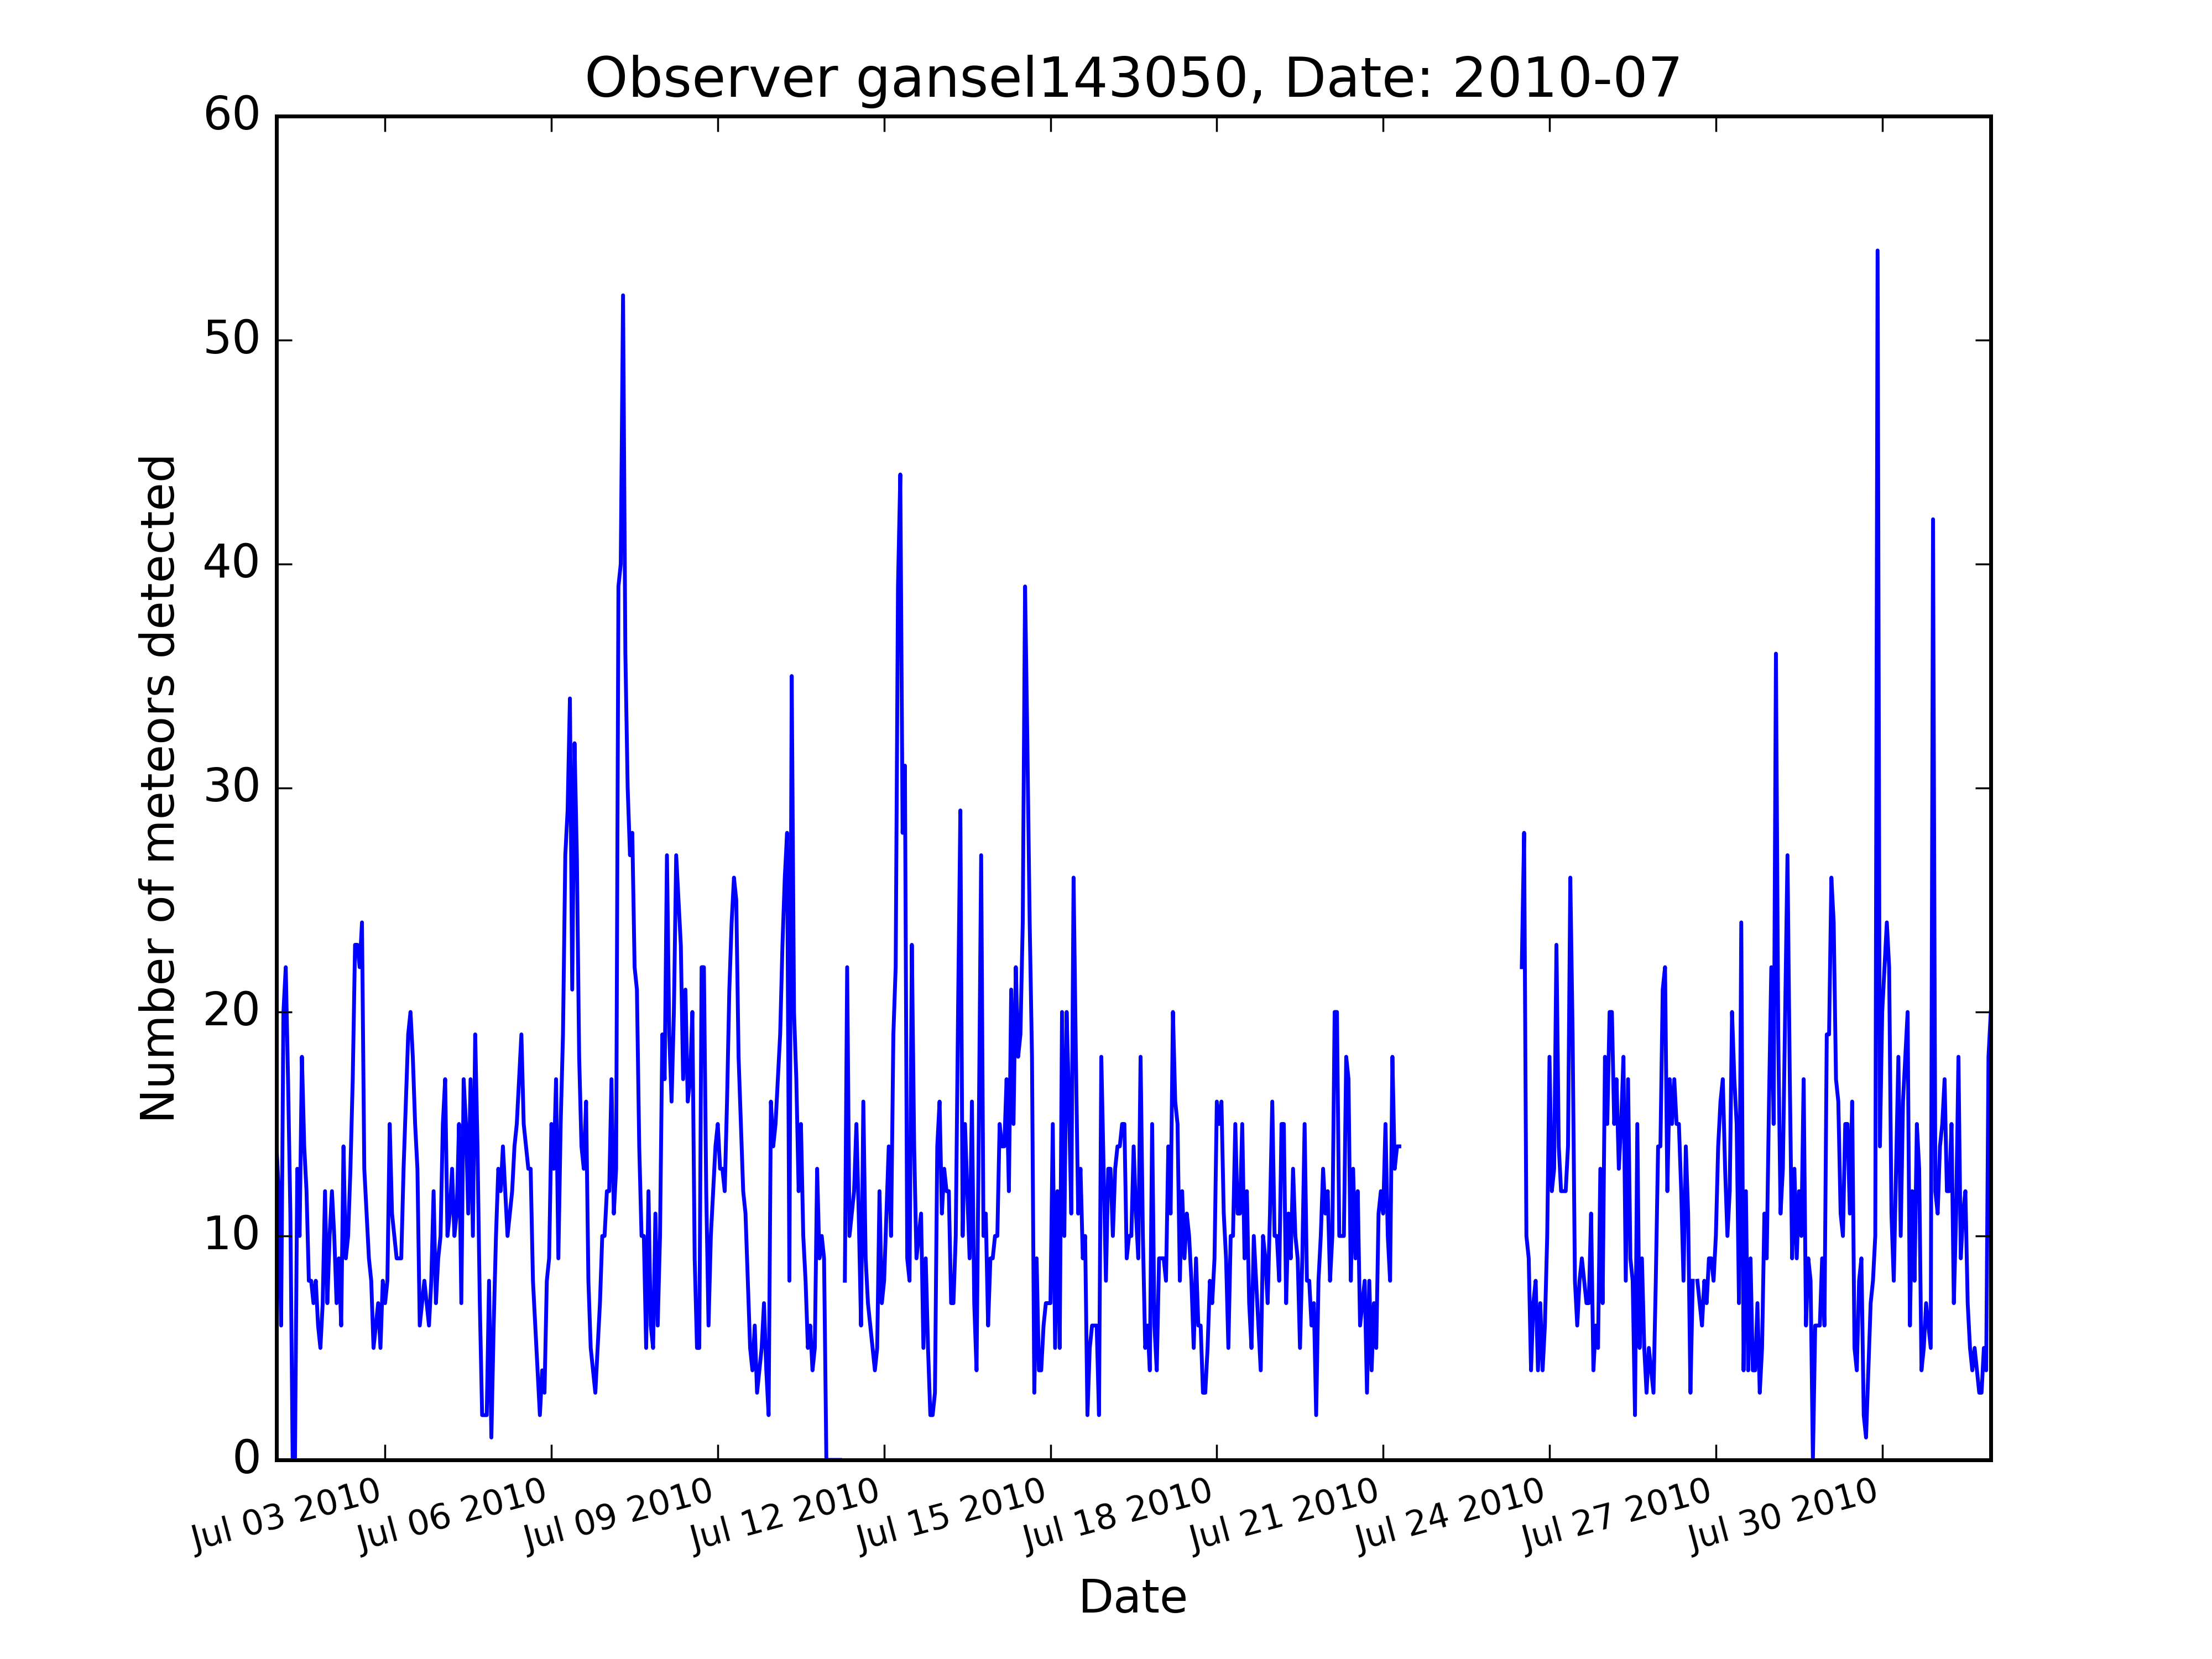 Observer gansel143050, Date: 2010-07
60
50
40
30
20
10
0
Number of meteors detected
Jul 03 2010
Jul 06 2010
Jul 09 2010
Jul 12 2010
Jul 15 2010
Jul 18 2010
Jul 21 2010
Jul 24 2010
Jul 27 2010
Jul 30 2010
Date